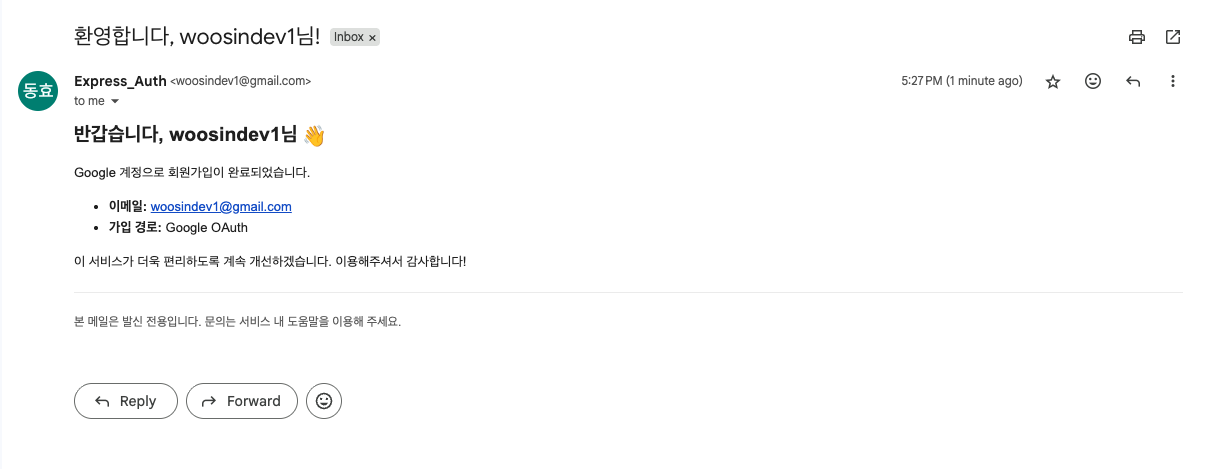 환영합니다, woosindev1님! Inbox ×
동효
Express_Auth <woosindev1@gmail.com>
5:27 PM (1 minute ago)
to me
반갑습니다, woosindev1님 👋
Google 계정으로 회원가입이 완료되었습니다.
• 이메일: woosindev1@gmail.com
• 가입 경로: Google OAuth
이 서비스가 더욱 편리하도록 계속 개선하겠습니다. 이용해주셔서 감사합니다!
본 메일은 발신 전용입니다. 문의는 서비스 내 도움말을 이용해 주세요.
Reply
Forward